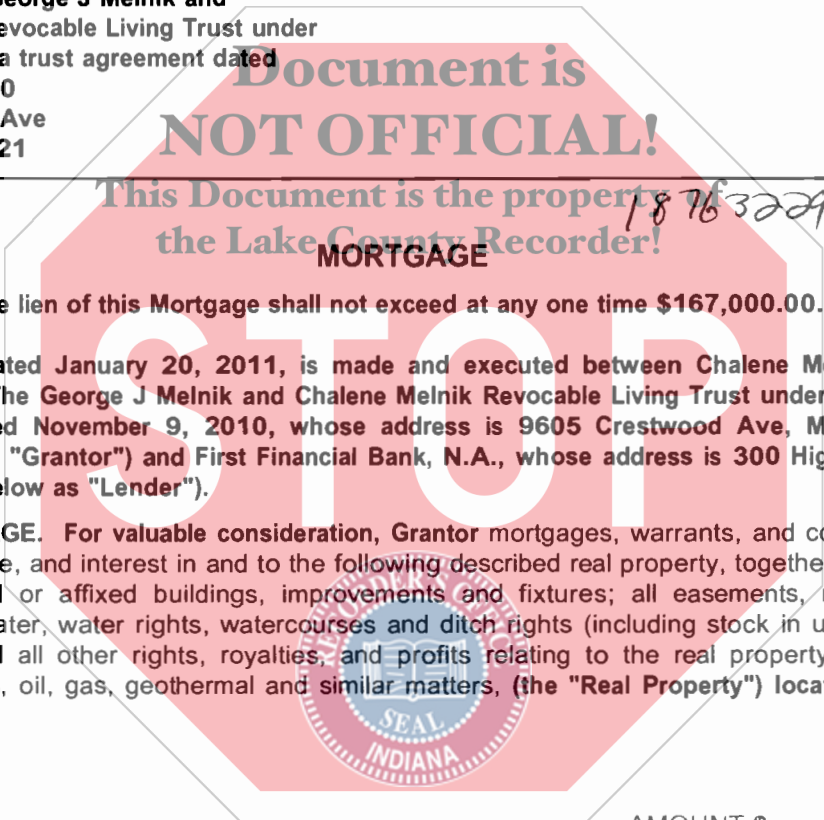 George J Melnik and
evocable Living Trust under
a trust agreement dated
0
Ave
21
Document is
NOT OFFICIAL!
This Document is the property of
the Lake County Recorder!
18763229
MORTGAGE
e lien of this Mortgage shall not exceed at any one time $167,000.00.
ated January 20, 2011, is made and executed between Chalene M
he George J Melnik and Chalene Melnik Revocable Living Trust under
ed November 9, 2010, whose address is 9605 Crestwood Ave, M
"Grantor") and First Financial Bank, N.A., whose address is 300 Hig
low as "Lender").
GE. For valuable consideration, Grantor mortgages, warrants, and co
e, and interest in and to the following described real property, togethe
l or affixed buildings, improvements and fixtures; all easements,
ater, water rights, watercourses and ditch rights (including stock in u
l all other rights, royalties, and profits relating to the real property
, oil, gas, geothermal and similar matters, (the "Real Property") loca
STOP
RECORDER'S OFFICE
SEAL
INDIANA
AMOUNT $